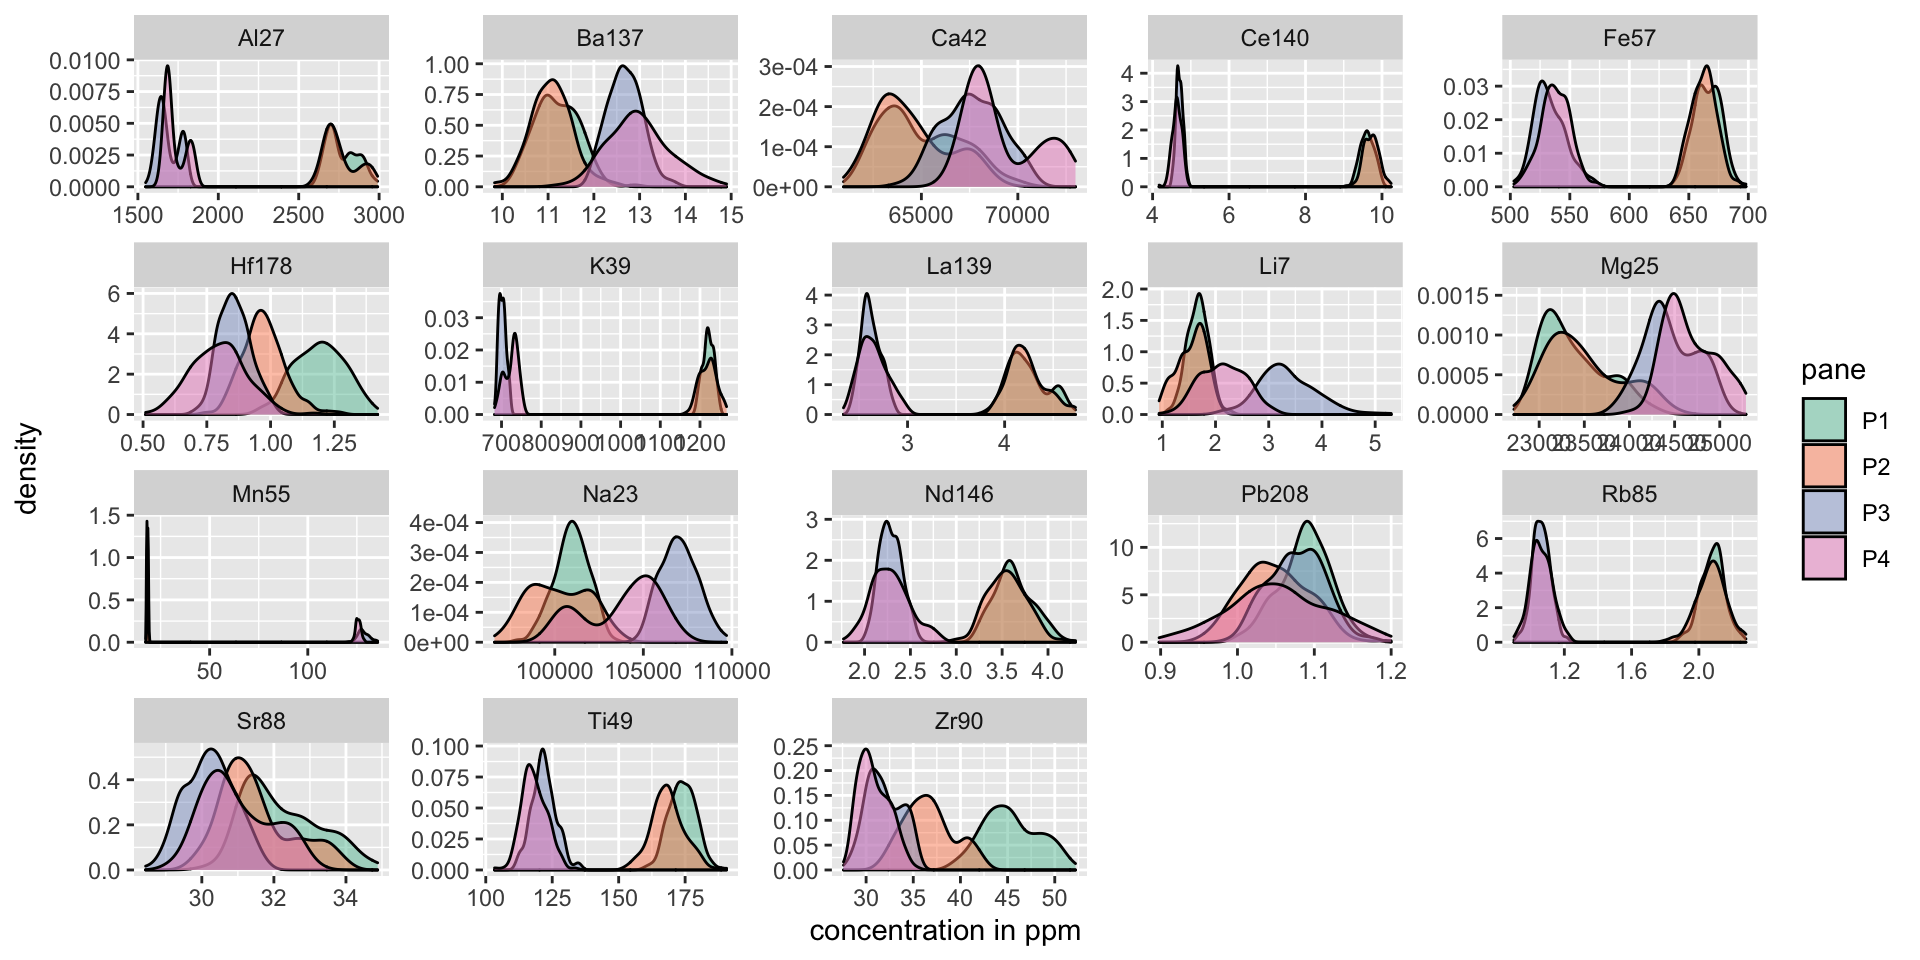 Al27 Ba137 Ca42 Ce140 Fe57
0.0100 0.0075 0.0050 0.0025 0.0000
1500 2000 2500 3000
1.00 0.75 0.50 0.25 0.00
10 11 12 13 14 15
3e-04 2e-04 1e-04 0e+00
65000 70000
4 3 2 1 0
4 6 8 10
0.03 0.02 0.01 0.00
500 550 600 650 700
Hf178 K39 La139 Li7 Mg25
6 4 2 0
0.50 0.75 1.00 1.25
0.03 0.02 0.01 0.00
700 800 900 1000 1100 1200
4 3 2 1 0
3 4
2.0 1.5 1.0 0.5 0.0
1 2 3 4 5
0.0015 0.0010 0.0005 0.0000
23000 23500 24000 24500 25000
Mn55 Na23 Nd146 Pb208 Rb85
1.5 1.0 0.5 0.0
50 100
4e-04 3e-04 2e-04 1e-04 0e+00
100000 105000 110000
3 2 1 0
2.0 2.5 3.0 3.5 4.0
10 5 0
0.9 1.0 1.1 1.2
6 4 2 0
1.2 1.6 2.0
Sr88 Ti49 Zr90
0.4 0.2 0.0
30 32 34
0.100 0.075 0.050 0.025 0.000
100 125 150 175
0.25 0.20 0.15 0.10 0.05 0.00
30 35 40 45 50
density
concentration in ppm
pane
P1
P2
P3
P4